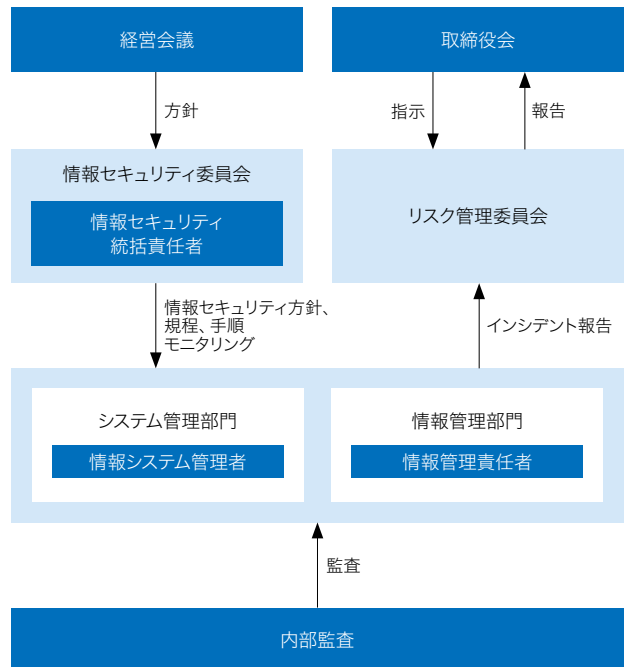 経営会議
取締役会
方針
指示
報告
情報セキュリティ委員会
情報セキュリティ
統括責任者
リスク管理委員会
情報セキュリティ方針、
規程、手順
モニタリング
インシデント報告
システム管理部門
情報システム管理者
情報管理部門
情報管理責任者
監査
内部監査